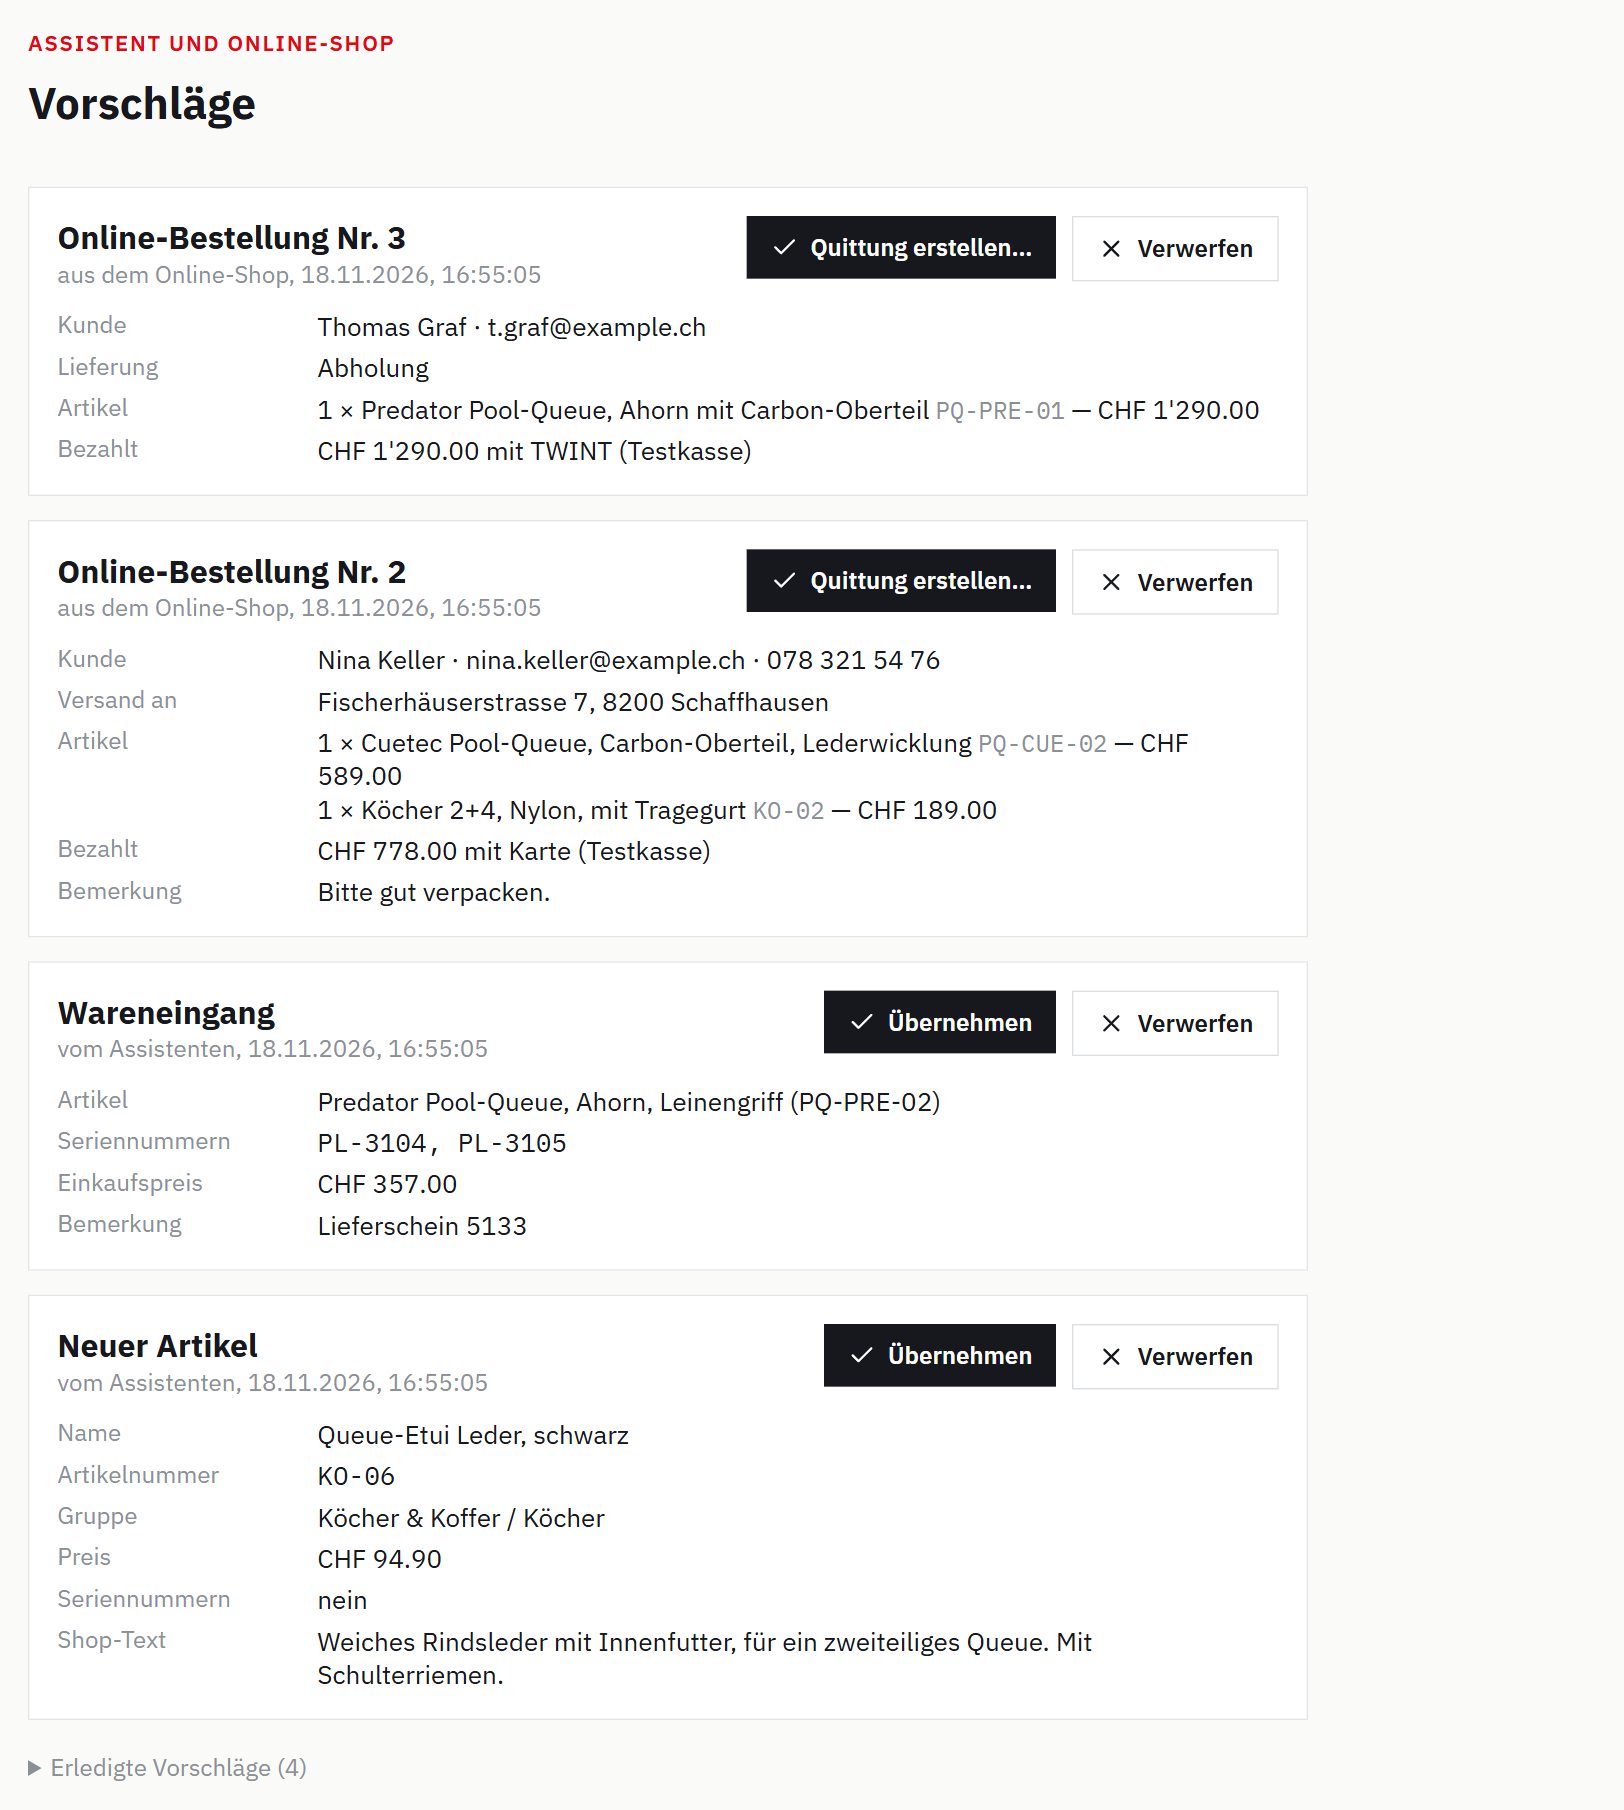 ASSISTENT UND ONLINE-SHOP
Vorschläge
Online-Bestellung Nr. 3
Quittung erstellen…
Verwerfen
aus dem Online-Shop, 18.11.2026, 16:55:05
Kunde Thomas Graf · t.graf@example.ch
Lieferung Abholung
Artikel 1 × Predator Pool-Queue, Ahorn mit Carbon-Oberteil PQ-PRE-01 — CHF 1'290.00
Bezahlt CHF 1'290.00 mit TWINT (Testkasse)
Online-Bestellung Nr. 2
Quittung erstellen…
Verwerfen
aus dem Online-Shop, 18.11.2026, 16:55:05
Kunde Nina Keller · nina.keller@example.ch · 078 321 54 76
Versand an Fischerhäuserstrasse 7, 8200 Schaffhausen
Artikel 1 × Cuetec Pool-Queue, Carbon-Oberteil, Lederwicklung PQ-CUE-02 — CHF
589.00
1 × Köcher 2+4, Nylon, mit Tragegurt KO-02 — CHF 189.00
Bezahlt CHF 778.00 mit Karte (Testkasse)
Bemerkung Bitte gut verpacken.
Wareneingang
Übernehmen
Verwerfen
vom Assistenten, 18.11.2026, 16:55:05
Artikel Predator Pool-Queue, Ahorn, Leinengriff (PQ-PRE-02)
Seriennummern PL-3104, PL-3105
Einkaufspreis CHF 357.00
Bemerkung Lieferschein 5133
Neuer Artikel
Übernehmen
Verwerfen
vom Assistenten, 18.11.2026, 16:55:05
Name Queue-Etui Leder, schwarz
Artikelnummer KO-06
Gruppe Köcher & Koffer / Köcher
Preis CHF 94.90
Seriennummern nein
Shop-Text Weiches Rindsleder mit Innenfutter, für ein zweiteiliges Queue. Mit
Schulterriemen.
Erledigte Vorschläge (4)